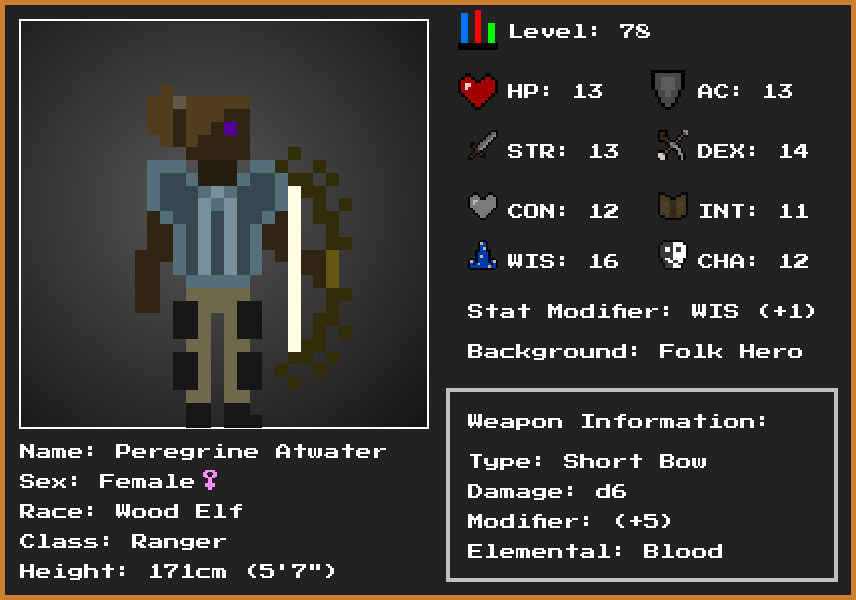 Level: 78
HP: 13
AC: 13
STR: 13
DEX: 14
CON: 12
INT: 11
WIS: 16
CHA: 12
Stat Modifier: WIS (+1)
Background: Folk Hero
Weapon Information:
Type: Short Bow
Damage: d6
Modifier: (+5)
Elemental: Blood
Name: Peregrine Atwater
Sex: Female♀
Race: Wood Elf
Class: Ranger
Height: 171cm (5'7")